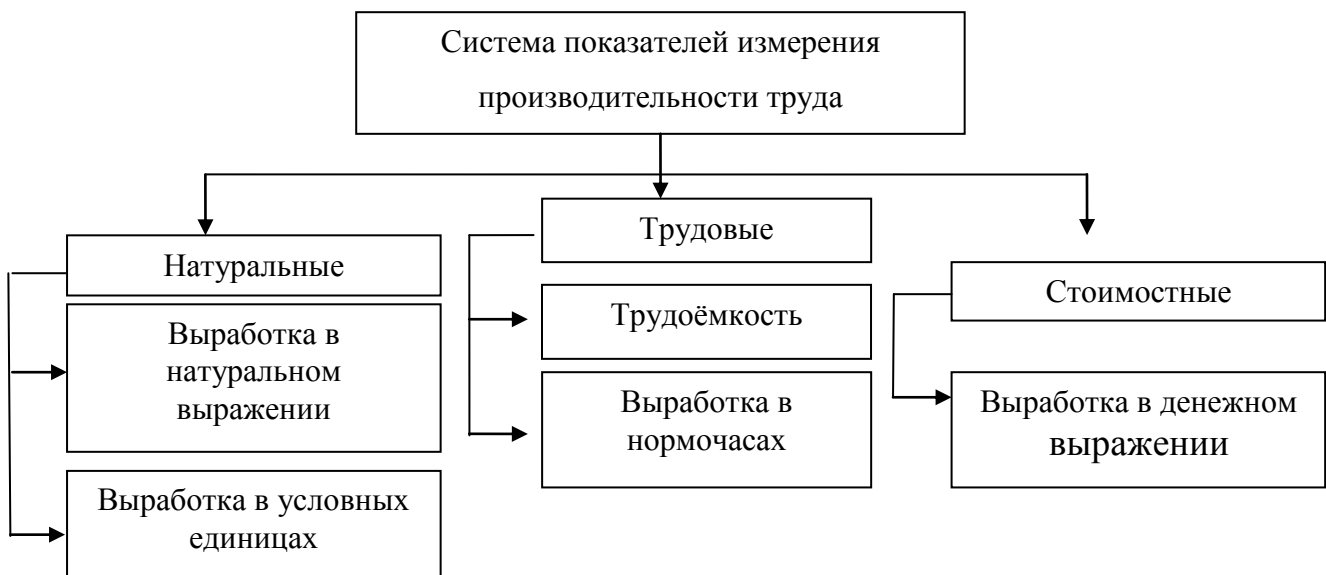 Система показателей измерения
производительности труда
Натуральные
Выработка в
натуральном
выражении
Выработка в условных
единицах
Трудовые
Трудоёмкость
Выработка в
нормочасах
Стоимостные
Выработка в денежном
выражении